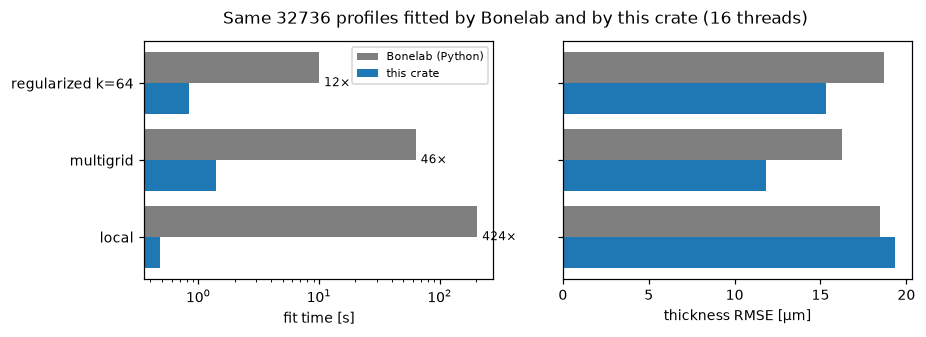 Same 32736 profiles fitted by Bonelab and by this crate (16 threads)
Bonelab (Python)
this crate
regularized k=64
12×
multigrid
46×
local
424×
10⁰ 10¹ 10²
fit time [s]
0 5 10 15 20
thickness RMSE [µm]